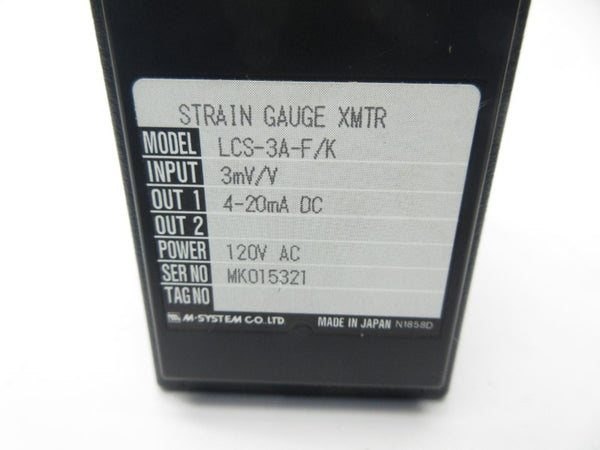 STRAIN GAUGE XMTR
MODEL LCS-3A-F/K
INPUT 3mV/V
OUT 1 4-20mA DC
OUT 2
POWER 120V AC
SER NO MK015321
TAG NO
M-SYSTEM CO.,LTD. MADE IN JAPAN N1858D